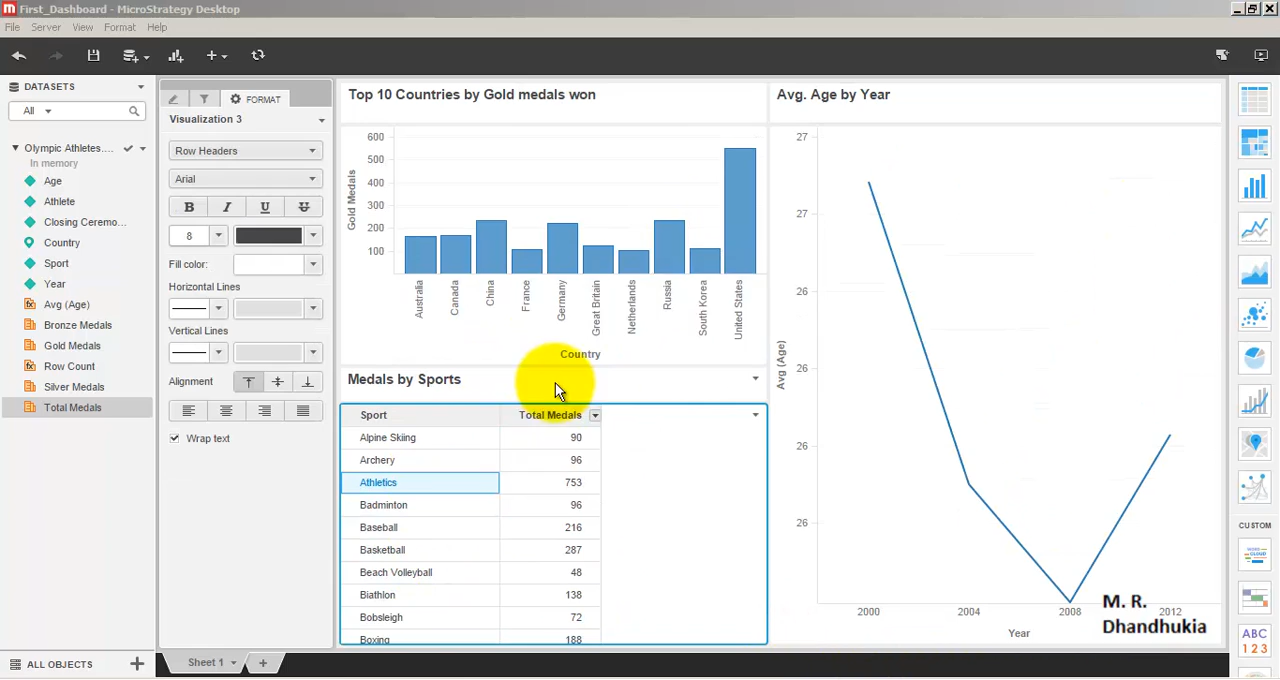 First_Dashboard - MicroStrategy Desktop
File Server View Format Help
DATASETS
All
Olympic Athletes....
In memory
Age
Athlete
Closing Ceremo...
Country
Sport
Year
Avg (Age)
Bronze Medals
Gold Medals
Row Count
Silver Medals
Total Medals
ALL OBJECTS
FORMAT
Visualization 3
Row Headers
Arial
B I U S
8
Fill color:
Horizontal Lines
Vertical Lines
Alignment
Wrap text
Top 10 Countries by Gold medals won
Gold Medals
600
500
400
300
200
100
Australia
Canada
China
France
Germany
Great Britain
Netherlands
Russia
South Korea
United States
Country
Medals by Sports
Sport Total Medals
Alpine Skiing 90
Archery 96
Athletics 753
Badminton 96
Baseball 216
Basketball 287
Beach Volleyball 48
Biathlon 138
Bobsleigh 72
Boxing 188
Avg. Age by Year
Avg (Age)
27
27
26
26
26
2000 2004 2008 2012
Year
M. R.
Dhandhukia
CUSTOM
WORD
CLOUD
ABC
123
Sheet 1